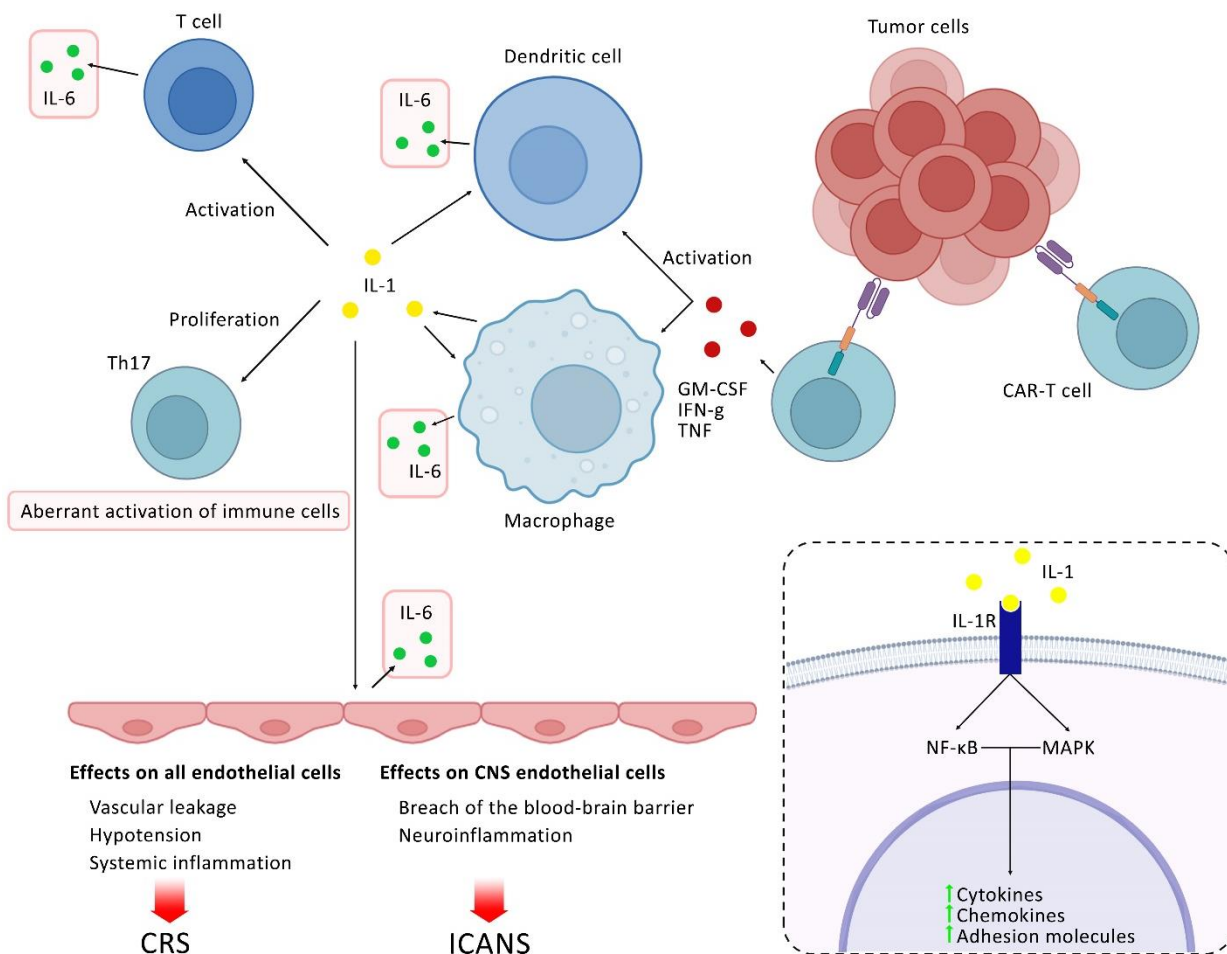 T cell
IL-6
Activation
Dendritic cell
IL-6
Tumor cells
IL-1
Proliferation
Th17
Aberrant activation of immune cells
IL-6
Macrophage
Activation
GM-CSF
IFN-g
TNF
CAR-T cell
IL-6
Effects on all endothelial cells
Vascular leakage
Hypotension
Systemic inflammation
CRS
Effects on CNS endothelial cells
Breach of the blood-brain barrier
Neuroinflammation
ICANS
IL-1
IL-1R
NF-κB
MAPK
Cytokines
Chemokines
Adhesion molecules